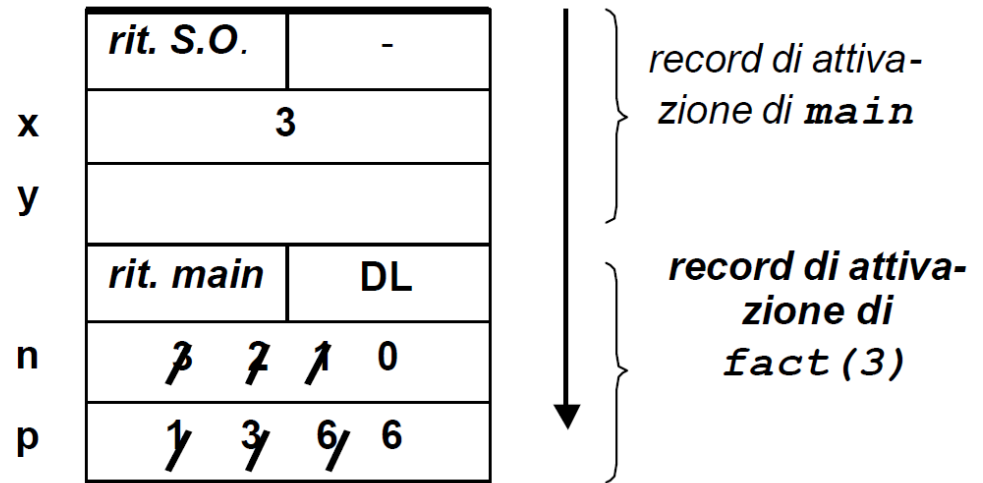 rit. S.O. -
record di attiva-
zione di main
x 3
y
rit. main DL
record di attiva-
zione di
fact(3)
n 3 2 1 0
p 1 3 6 6